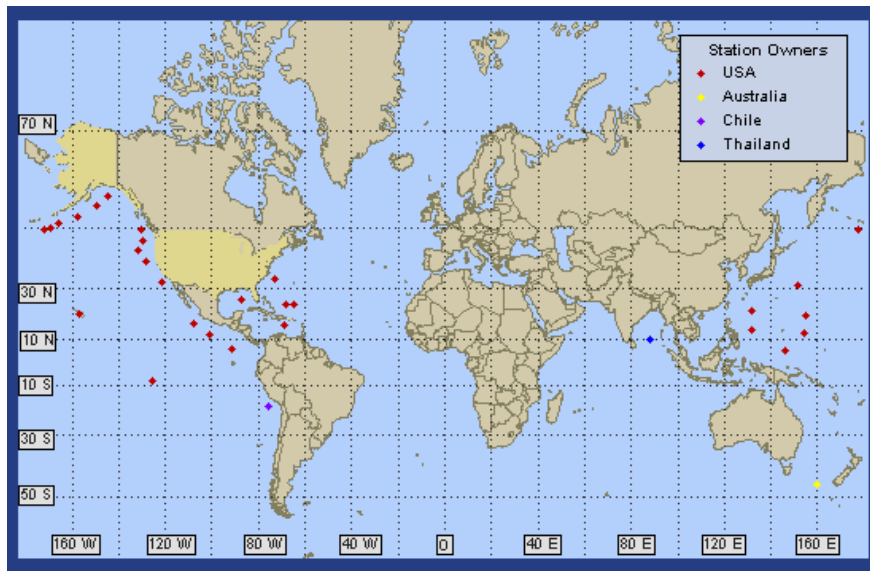 Station Owners
USA
Australia
Chile
Thailand
70 N
30 N
10 N
10 S
30 S
50 S
160 W
120 W
80 W
40 W
0
40 E
80 E
120 E
160 E